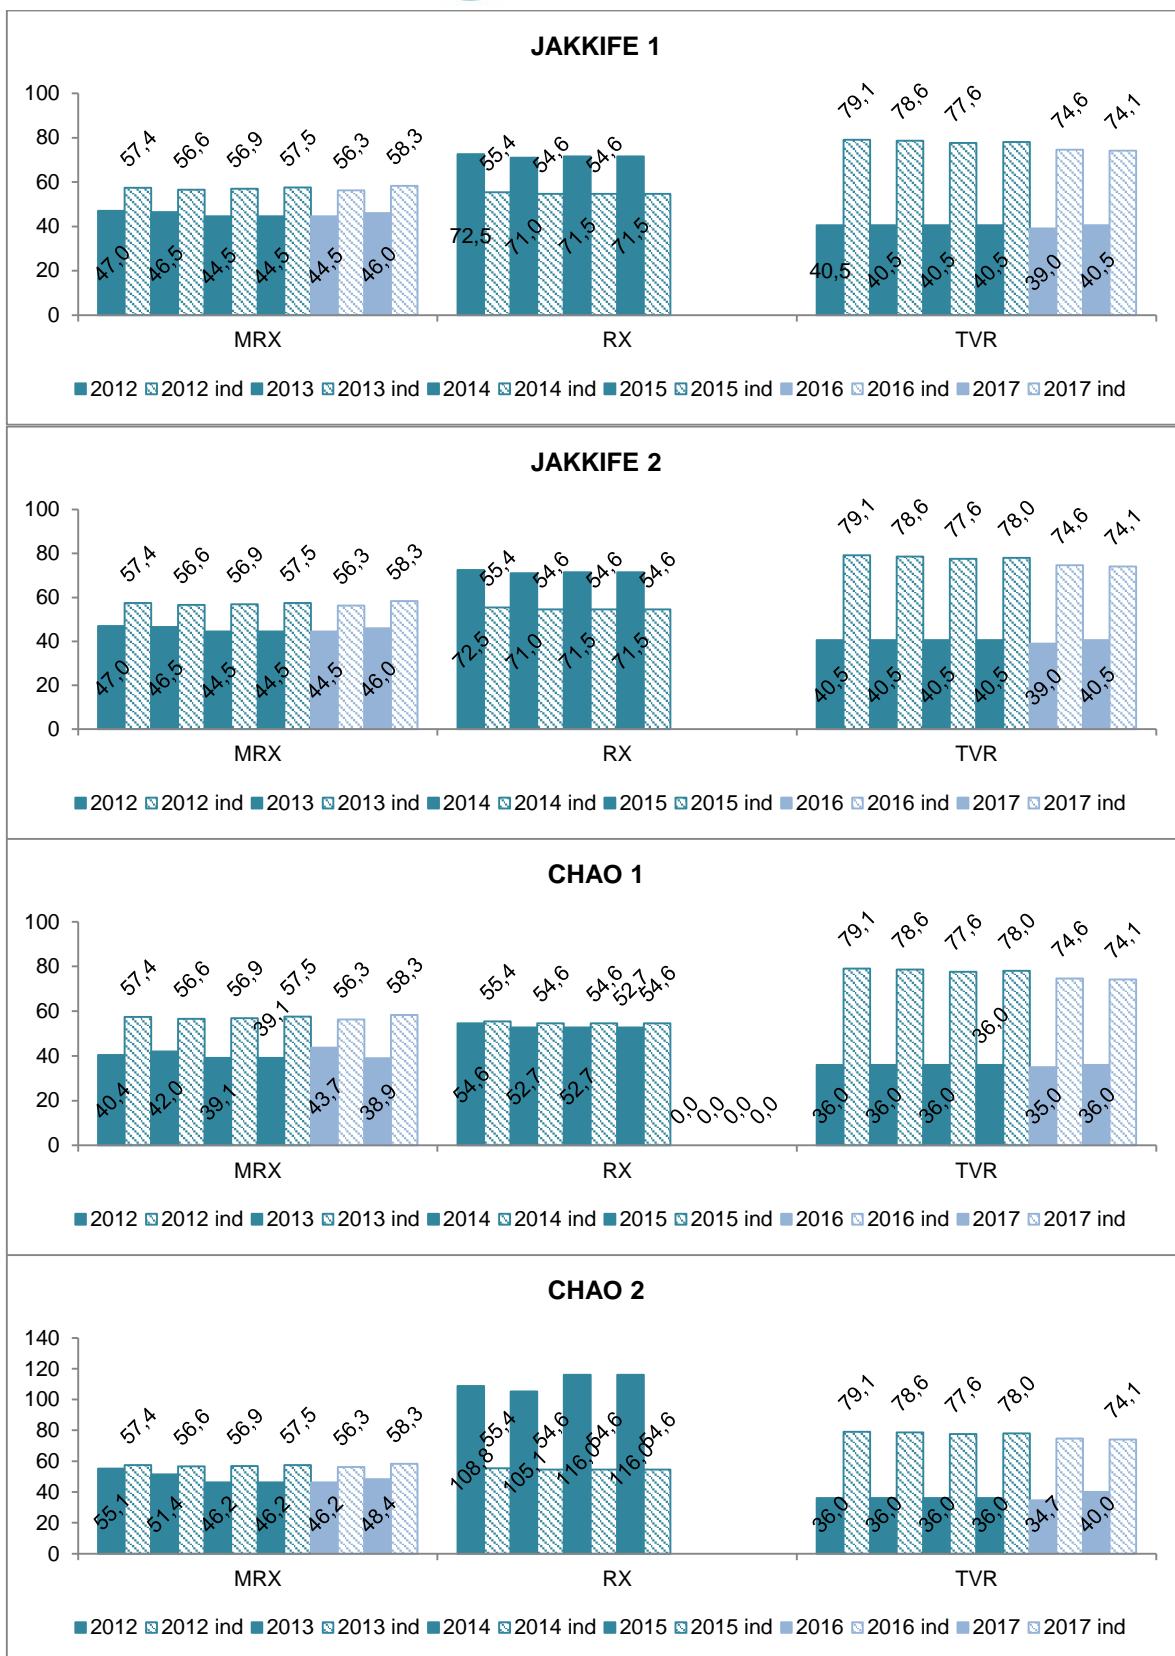 JAKKIFE 1
100
80
60
40
20
0
57,4 56,6 56,9 57,5 56,3 58,3
47,0 46,5 44,5 44,5 44,5 46,0
55,4 54,6 54,6
72,5 71,0 71,5 71,5
79,1 78,6 77,6 74,6 74,1
40,5 40,5 40,5 40,5 39,0 40,5
MRX RX TVR
2012 2012 ind 2013 2013 ind 2014 2014 ind 2015 2015 ind 2016 2016 ind 2017 2017 ind
JAKKIFE 2
100
80
60
40
20
0
57,4 56,6 56,9 57,5 56,3 58,3
47,0 46,5 44,5 44,5 44,5 46,0
55,4 54,6 54,6 54,6
72,5 71,0 71,5 71,5
79,1 78,6 77,6 78,0 74,6 74,1
40,5 40,5 40,5 40,5 39,0 40,5
MRX RX TVR
2012 2012 ind 2013 2013 ind 2014 2014 ind 2015 2015 ind 2016 2016 ind 2017 2017 ind
CHAO 1
100
80
60
40
20
0
57,4 56,6 56,9 57,5 56,3 58,3
40,4 42,0 39,1 39,1 43,7 38,9
55,4 54,6 54,6 54,6
54,6 52,7 52,7 52,7
0,0 0,0 0,0 0,0
79,1 78,6 77,6 78,0 74,6 74,1
36,0 36,0 36,0 36,0 35,0 36,0
MRX RX TVR
2012 2012 ind 2013 2013 ind 2014 2014 ind 2015 2015 ind 2016 2016 ind 2017 2017 ind
CHAO 2
140
120
100
80
60
40
20
0
57,4 56,6 56,9 57,5 56,3 58,3
55,1 51,4 46,2 46,2 46,2 48,4
55,4 54,6 54,6 54,6
108,8 105,1 116,0 116,0
79,1 78,6 77,6 78,0 74,1
36,0 36,0 36,0 36,0 34,7 40,0
MRX RX TVR
2012 2012 ind 2013 2013 ind 2014 2014 ind 2015 2015 ind 2016 2016 ind 2017 2017 ind